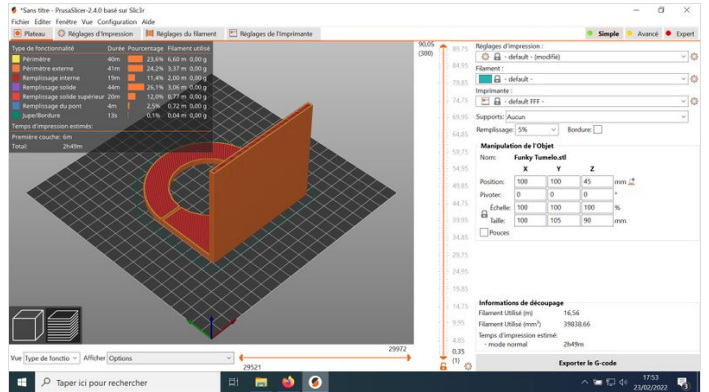 *Sans titre - PrusaSlicer-2.4.0 basé sur Slic3r
Fichier Editer Fenêtre Vue Configuration Aide
Plateau Réglages d'Impression Réglages du filament Réglages de l'Imprimante Simple Avancé Expert
Type de fonctionnalité Durée Pourcentage Filament utilisé
Périmètre 40m 23,6% 6,60 m 0,00 g
Périmètre externe 41m 24,2% 3,37 m 0,00 g
Remplissage interne 19m 11,4% 2,00 m 0,00 g
Remplissage solide 44m 26,1% 3,06 m 0,00 g
Remplissage solide supérieur 20m 12,0% 0,77 m 0,00 g
Remplissage du pont 4m 2,5% 0,72 m 0,00 g
Jupe/Bordure 13s 0,1% 0,04 m 0,00 g
Temps d'impression estimés:
Première couche: 6m
Total: 2h49m
90,05
(300)
89,75
84,95
79,85
74,75
69,95
64,85
59,75
54,95
49,85
44,75
39,95
34,85
29,75
24,95
19,85
14,75
9,95
4,85
0,35
(1)
Réglages d'impression :
- default - (modifié)
Filament :
- default -
Imprimante :
- default FFF -
Supports: Aucun
Remplissage: 5% Bordure:
Manipulation de l'Objet
Nom: Funky Tumelo.stl
X Y Z
Position: 100 100 45 mm
Pivoter: 0 0 0 °
Échelle: 100 100 100 %
Taille: 100 105 90 mm
Pouces
Informations de découpage
Filament Utilisé (m) 16,56
Filament Utilisé (mm³) 39838.66
Temps d'impression estimé:
- mode normal 2h49m
Exporter le G-code
Vue Type de fonctio Afficher Options
29972
29521
Taper ici pour rechercher
17:53
23/02/2022